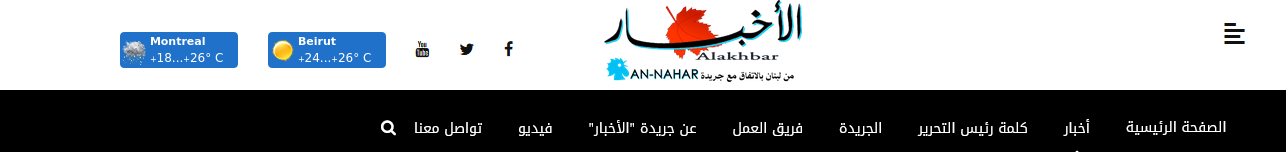 الأخبار
Alakhbar
AN-NAHAR من لبنان بالاتفاق مع جريدة
You
Tube
Beirut
+24...+26° C
Montreal
+18...+26° C
الصفحة الرئيسية
أخبار
كلمة رئيس التحرير
الجريدة
فريق العمل
عن جريدة "الأخبار"
فيديو
تواصل معنا